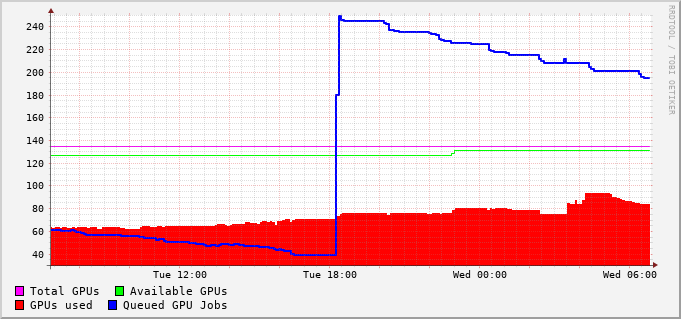 240
220
200
180
160
140
120
100
80
60
40
Tue 12:00 Tue 18:00 Wed 00:00 Wed 06:00
Total GPUs Available GPUs
GPUs used Queued GPU Jobs
RRDTOOL / TOBI OETIKER